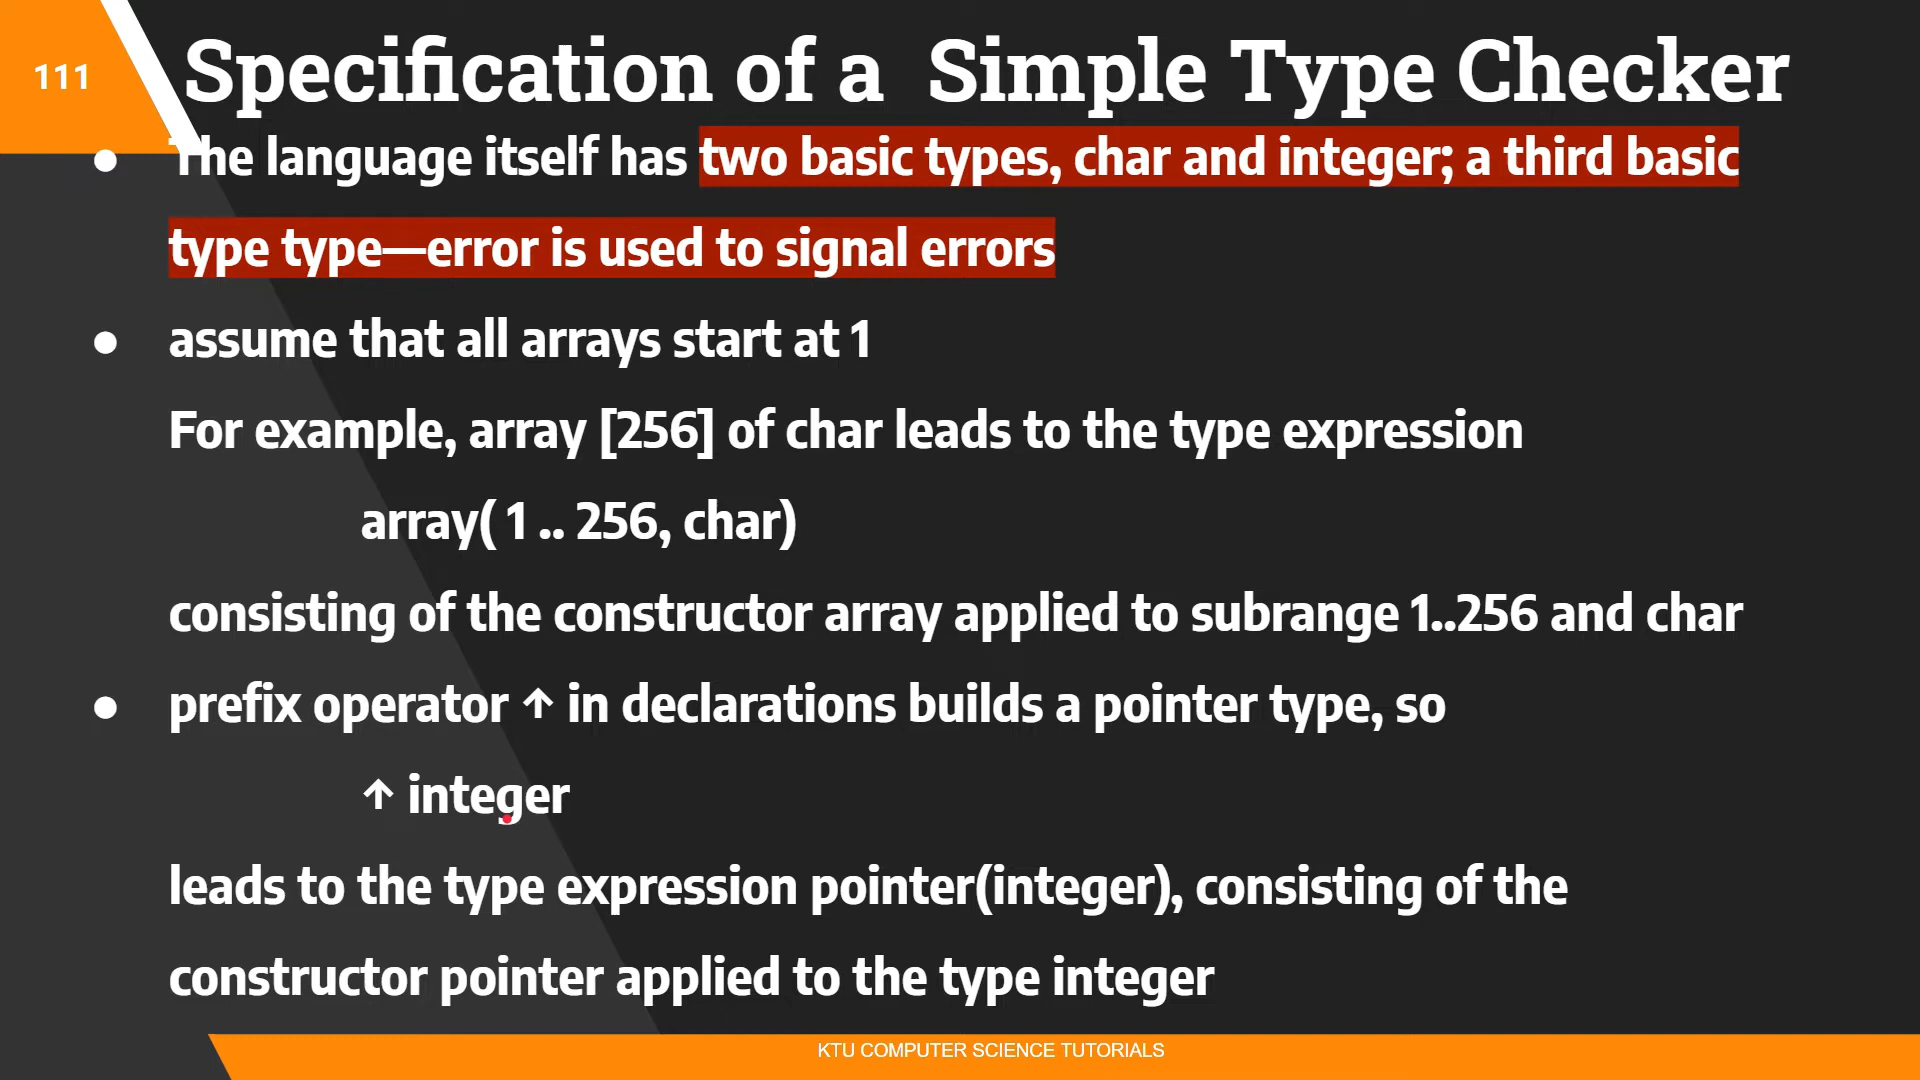 111
Specification of a Simple Type Checker
● The language itself has two basic types, char and integer; a third basic
type type—error is used to signal errors
● assume that all arrays start at 1
For example, array [256] of char leads to the type expression
array( 1 .. 256, char)
consisting of the constructor array applied to subrange 1..256 and char
● prefix operator ↑ in declarations builds a pointer type, so
↑ integer
leads to the type expression pointer(integer), consisting of the
constructor pointer applied to the type integer
KTU COMPUTER SCIENCE TUTORIALS